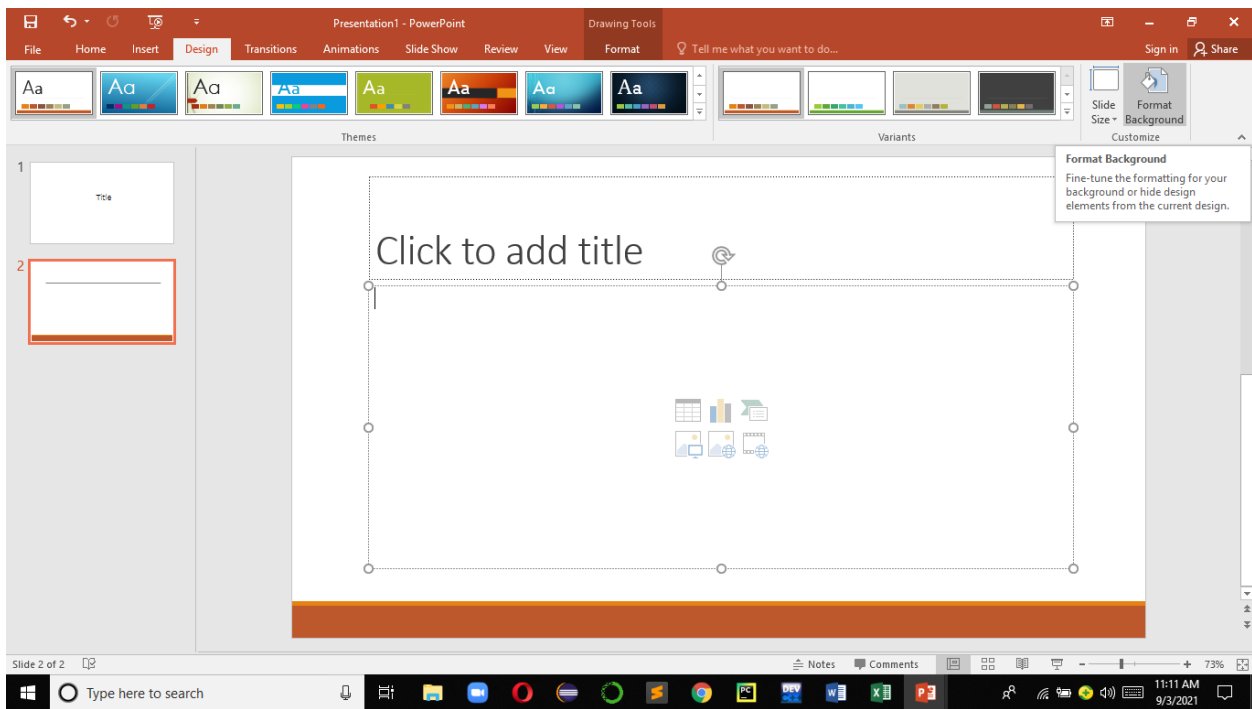 Presentation1 - PowerPoint
Drawing Tools
File Home Insert Design Transitions Animations Slide Show Review View Format Tell me what you want to do... Sign in Share
Aa Aa Aa Aa Aa Aa Aa Aa
Slide Size
Format Background
Themes
Variants
Customize
Format Background
Fine-tune the formatting for your
background or hide design
elements from the current design.
1
Title
2
Click to add title
Slide 2 of 2
Notes Comments 73%
Type here to search
PC
DEV
11:11 AM
9/3/2021